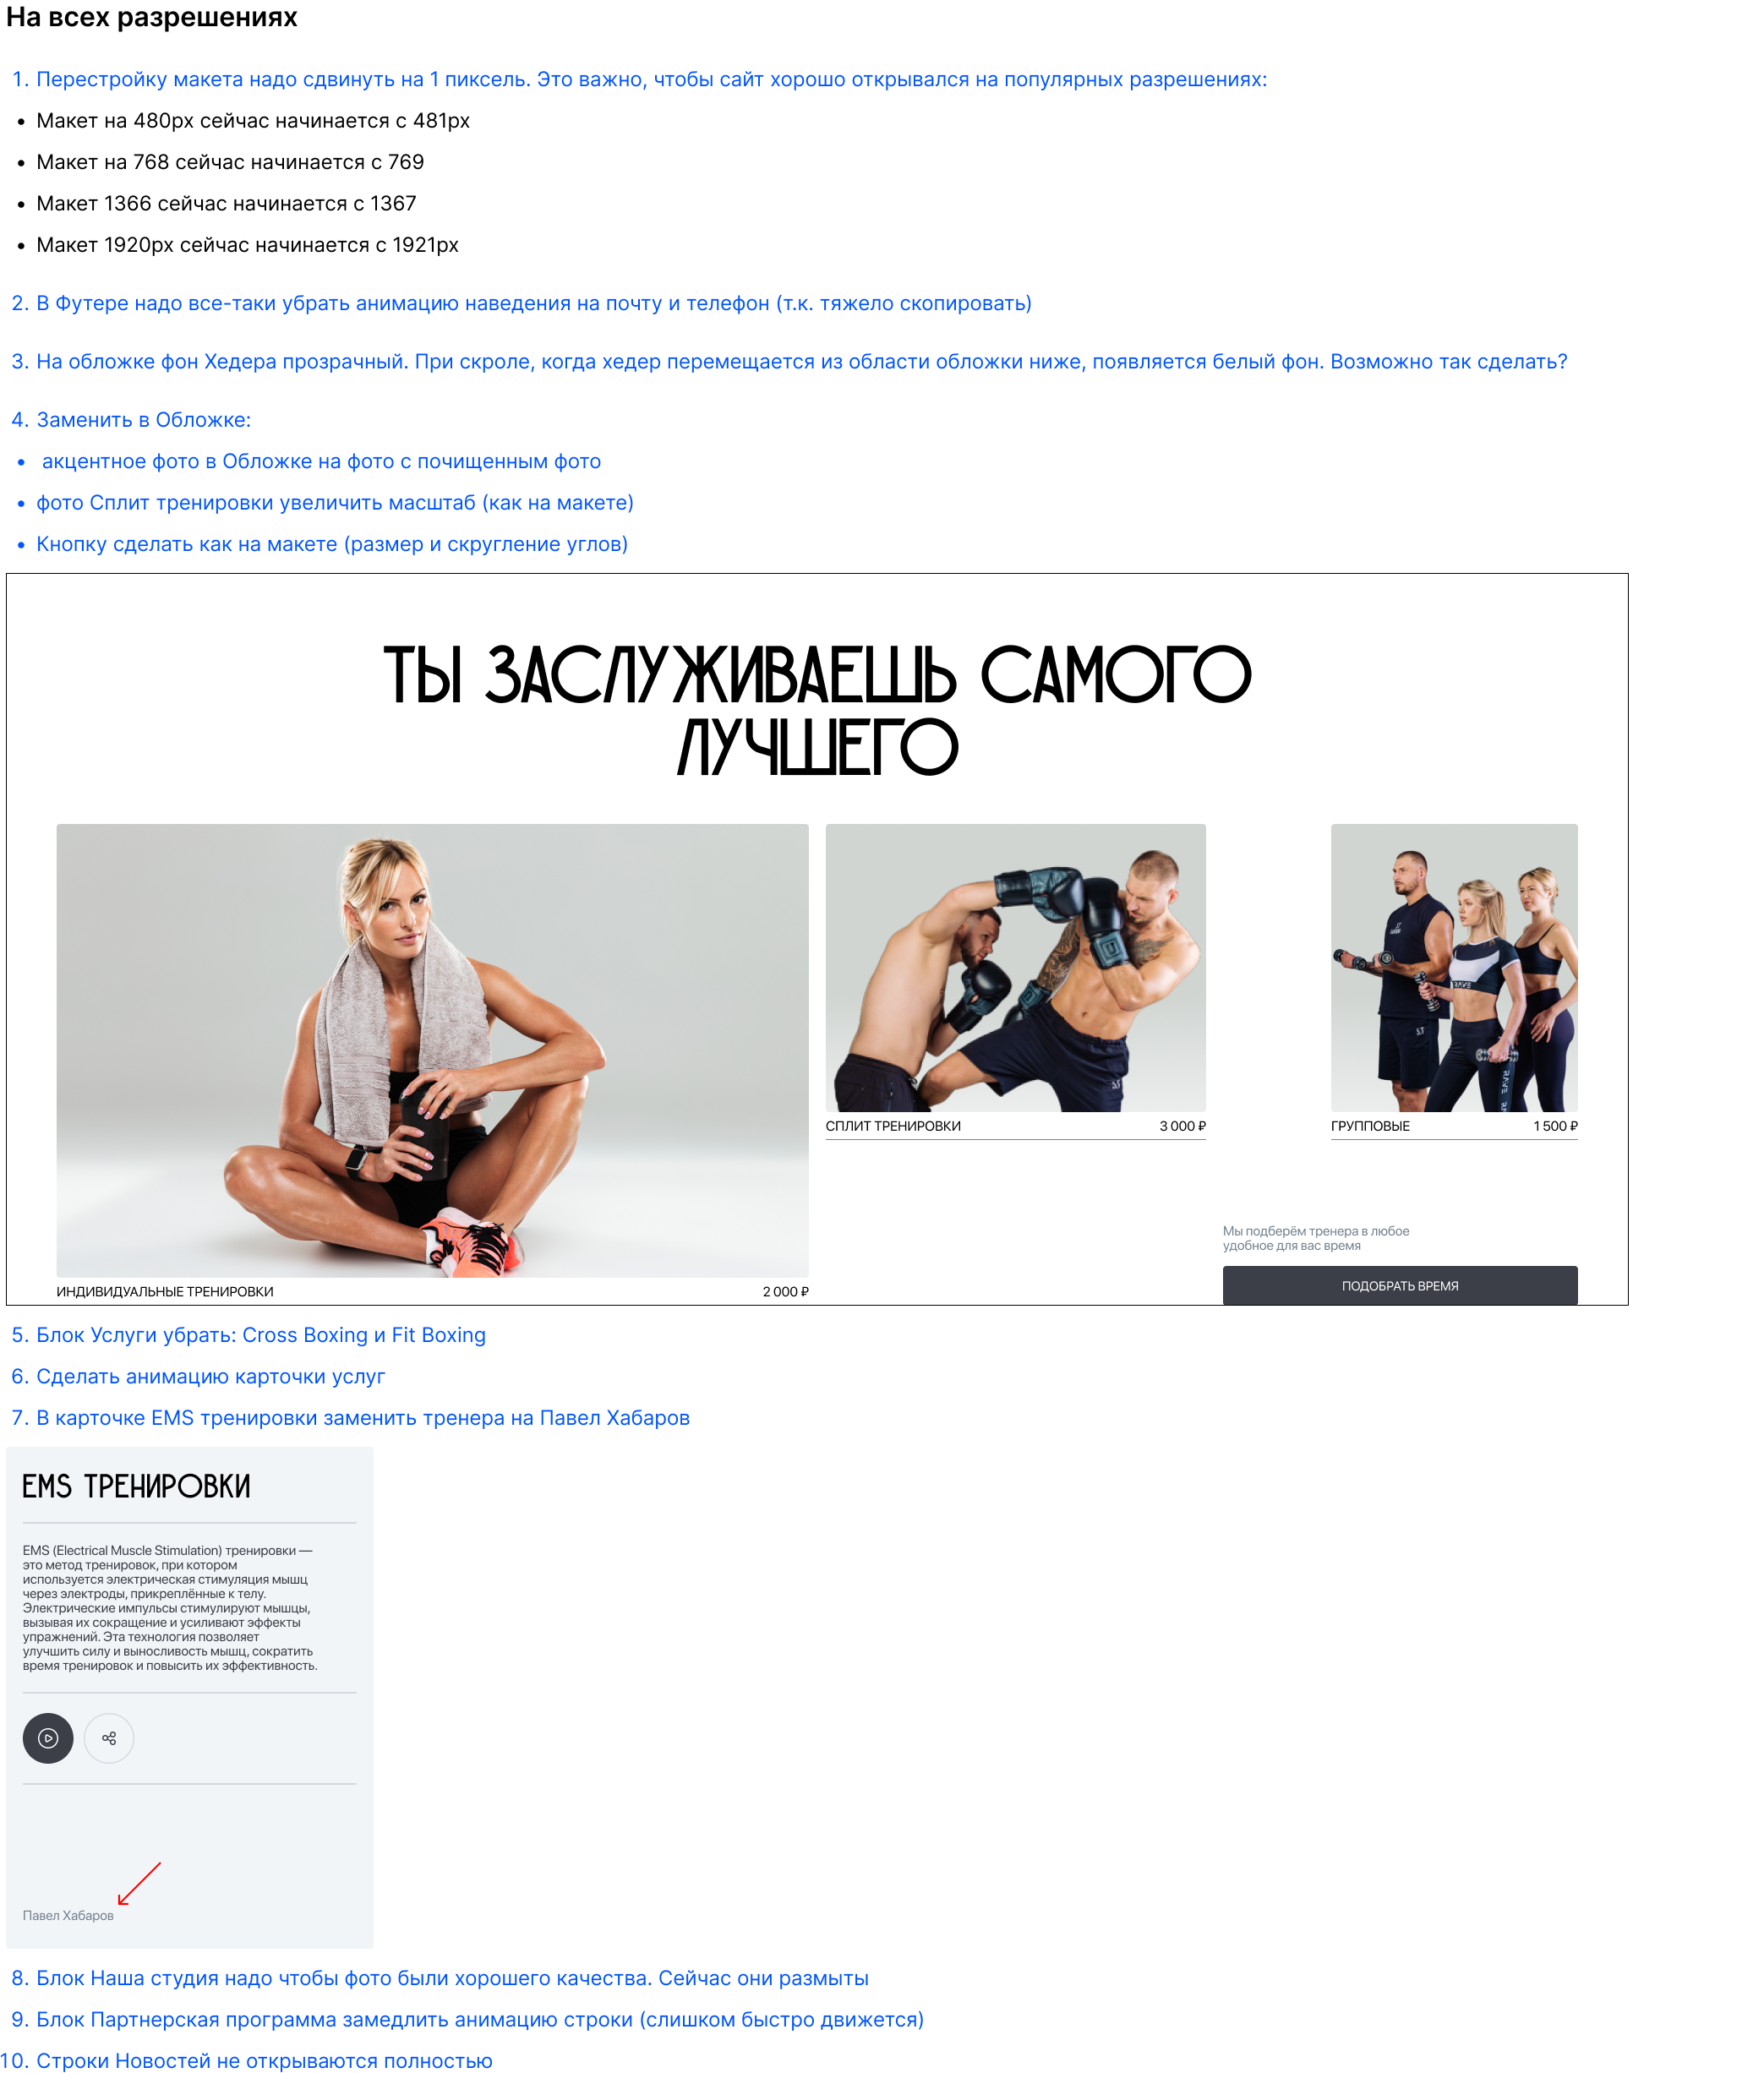 На всех разрешениях
1. Перестройку макета надо сдвинуть на 1 пиксель. Это важно, чтобы сайт хорошо открывался на популярных разрешениях:
• Макет на 480px сейчас начинается с 481px
• Макет на 768 сейчас начинается с 769
• Макет 1366 сейчас начинается с 1367
• Макет 1920px сейчас начинается с 1921px
2. В Футере надо все-таки убрать анимацию наведения на почту и телефон (т.к. тяжело скопировать)
3. На обложке фон Хедера прозрачный. При скроле, когда хедер перемещается из области обложки ниже, появляется белый фон. Возможно так сделать?
4. Заменить в Обложке:
• акцентное фото в Обложке на фото с почищенным фото
• фото Сплит тренировки увеличить масштаб (как на макете)
• Кнопку сделать как на макете (размер и скругление углов)
ТЫ ЗАСЛУЖИВАЕШЬ САМОГО
ЛУЧШЕГО
СПЛИТ ТРЕНИРОВКИ 3 000 ₽
ГРУППОВЫЕ 1 500 ₽
Мы подберём тренера в любое
удобное для вас время
ПОДОБРАТЬ ВРЕМЯ
ИНДИВИДУАЛЬНЫЕ ТРЕНИРОВКИ 2 000 ₽
5. Блок Услуги убрать: Cross Boxing и Fit Boxing
6. Сделать анимацию карточки услуг
7. В карточке EMS тренировки заменить тренера на Павел Хабаров
EMS ТРЕНИРОВКИ
EMS (Electrical Muscle Stimulation) тренировки —
это метод тренировок, при котором
используется электрическая стимуляция мышц
через электроды, прикреплённые к телу.
Электрические импульсы стимулируют мышцы,
вызывая их сокращение и усиливают эффекты
упражнений. Эта технология позволяет
улучшить силу и выносливость мышц, сократить
время тренировок и повысить их эффективность.
Павел Хабаров
8. Блок Наша студия надо чтобы фото были хорошего качества. Сейчас они размыты
9. Блок Партнерская программа замедлить анимацию строки (слишком быстро движется)
10. Строки Новостей не открываются полностью